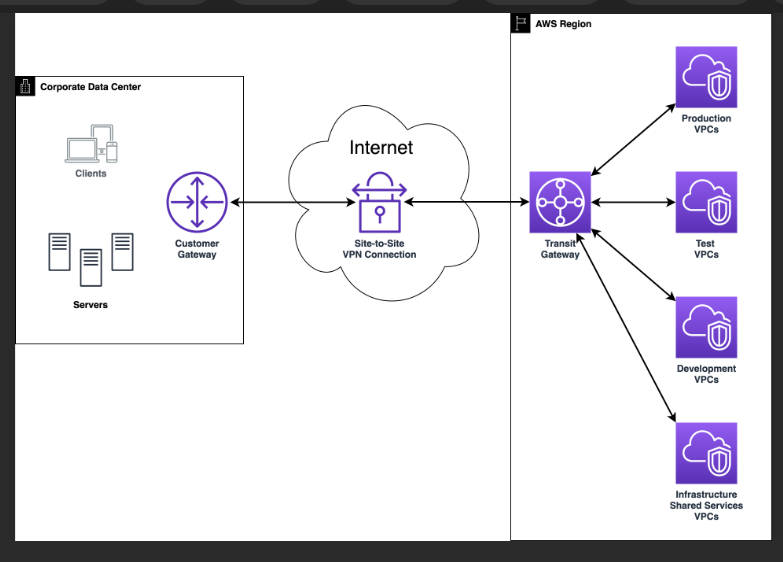 AWS Region
Corporate Data Center
Clients
Servers
Customer
Gateway
Internet
Site-to-Site
VPN Connection
Transit
Gateway
Production
VPCs
Test
VPCs
Development
VPCs
Infrastructure
Shared Services
VPCs